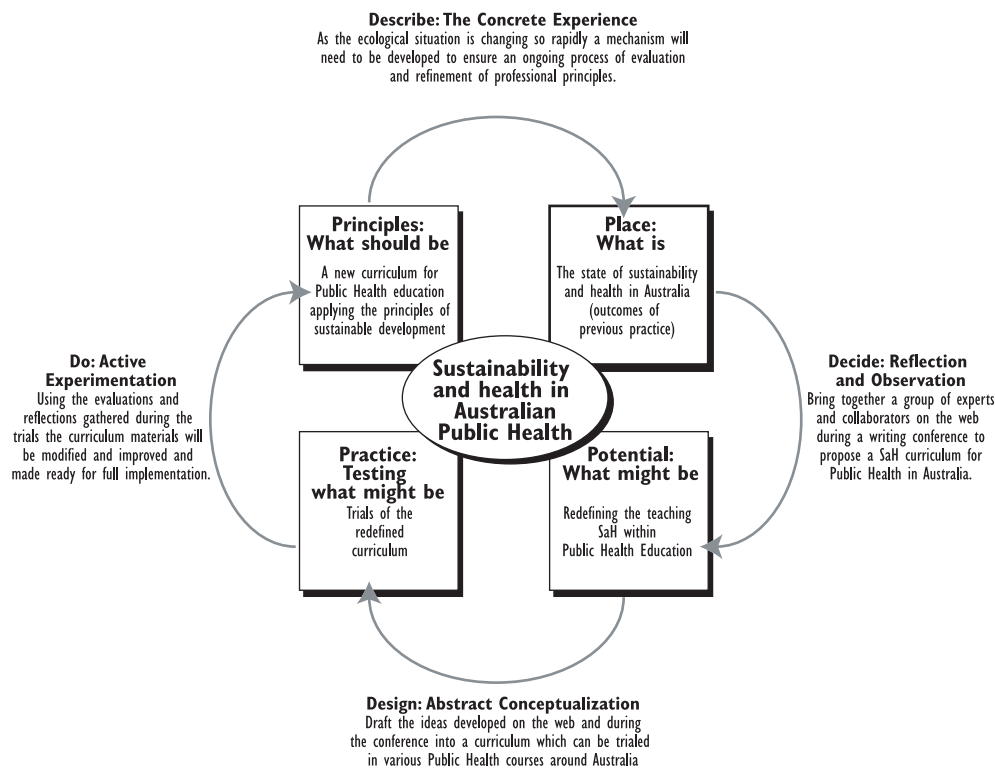 Describe: The Concrete Experience
As the ecological situation is changing so rapidly a mechanism will
need to be developed to ensure an ongoing process of evaluation
and refinement of professional principles.
Principles:
What should be
A new curriculum for
Public Health education
applying the principles of
sustainable development
Place:
What is
The state of sustainability
and health in Australia
(outcomes of
previous practice)
Do: Active
Experimentation
Using the evaluations and
reflections gathered during the
trials the curriculum materials will
be modified and improved and
made ready for full implementation.
Sustainability
and health in
Australian
Public Health
Decide: Reflection
and Observation
Bring together a group of experts
and collaborators on the web
during a writing conference to
propose a SaH curriculum for
Public Health in Australia.
Practice:
Testing
what might be
Trials of the
redefined
curriculum
Potential:
What might be
Redefining the teaching
SaH within
Public Health Education
Design: Abstract Conceptualization
Draft the ideas developed on the web and during
the conference into a curriculum which can be trialed
in various Public Health courses around Australia